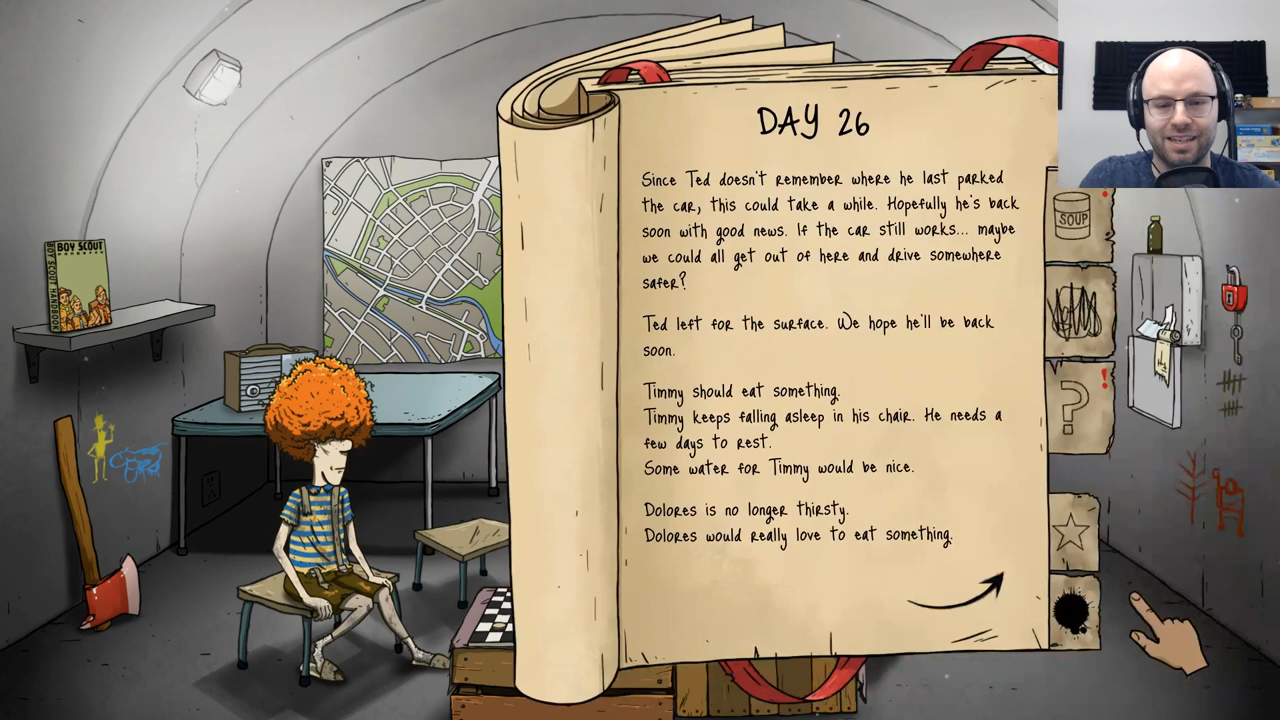 DAY 26
Since Ted doesn't remember where he last parked
the car, this could take a while. Hopefully he's back
soon with good news. If the car still works... maybe
we could all get out of here and drive somewhere
safer?
Ted left for the surface. We hope he'll be back
soon.
Timmy should eat something.
Timmy keeps falling asleep in his chair. He needs a
few days to rest.
Some water for Timmy would be nice.
Dolores is no longer thirsty.
Dolores would really love to eat something.
BOY SCOUT
BOY SCOUT HANDBOOK
SOUP
!
?
!